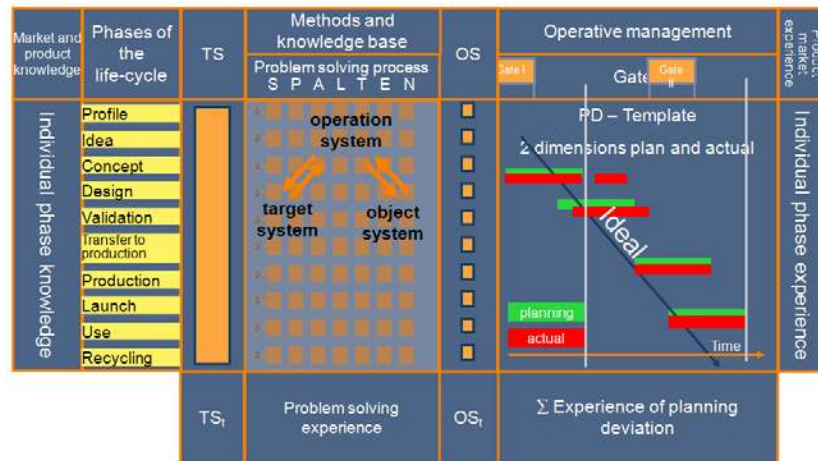 Market and
product
knowledge
Phases of
the
life-cycle
TS
Methods and
knowledge base
Problem solving process
S P A L T E N
OS
Operative management
Gate I
Gate
Gate
II
Product
market
experience
Individual phase knowledge
Profile
Idea
Concept
Design
Validation
Transfer to
production
Production
Launch
Use
Recycling
operation
system
target
system
object
system
PD – Template
2 dimensions plan and actual
Ideal
planning
actual
Time
Individual phase experience
TSt
Problem solving
experience
OSt
Σ Experience of planning
deviation